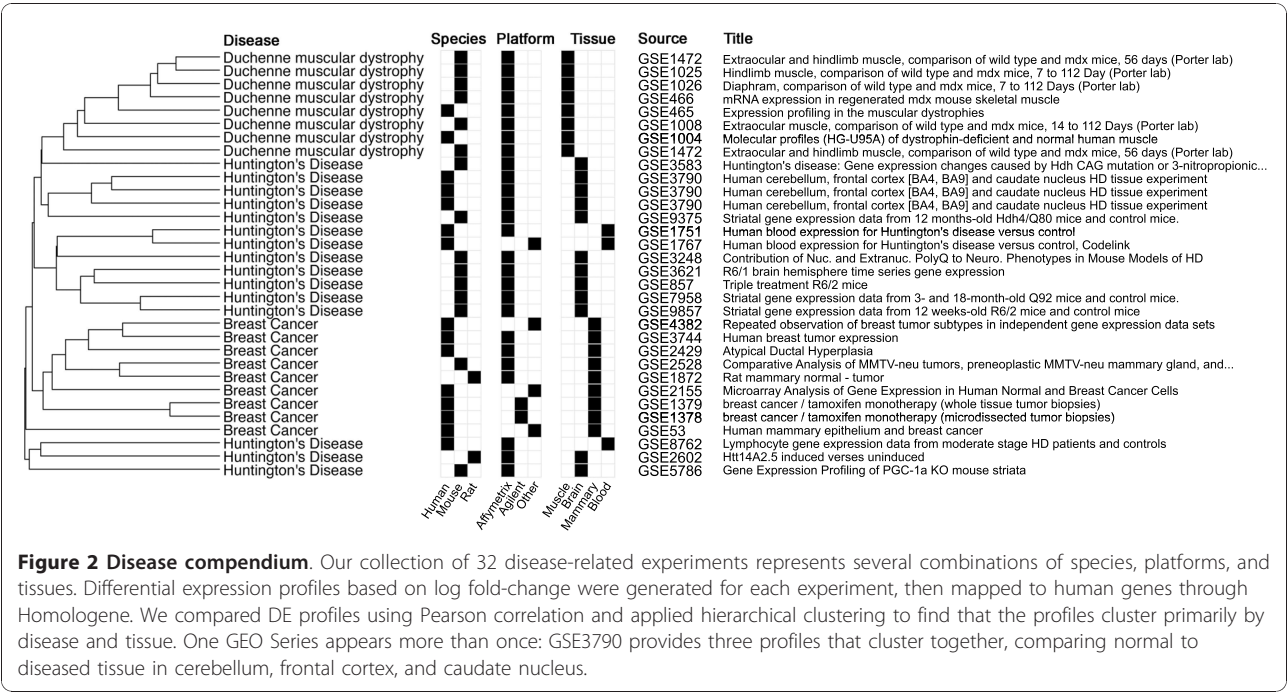 Disease Species Platform Tissue Source Title
Duchenne muscular dystrophy GSE1472 Extraocular and hindlimb muscle, comparison of wild type and mdx mice, 56 days (Porter lab)
Duchenne muscular dystrophy GSE1025 Hindlimb muscle, comparison of wild type and mdx mice, 7 to 112 Day (Porter lab)
Duchenne muscular dystrophy GSE1026 Diaphram, comparison of wild type and mdx mice, 7 to 112 Days (Porter lab)
Duchenne muscular dystrophy GSE466 mRNA expression in regenerated mdx mouse skeletal muscle
Duchenne muscular dystrophy GSE465 Expression profiling in the muscular dystrophies
Duchenne muscular dystrophy GSE1008 Extraocular muscle, comparison of wild type and mdx mice, 14 to 112 Days (Porter lab)
Duchenne muscular dystrophy GSE1004 Molecular profiles (HG-U95A) of dystrophin-deficient and normal human muscle
Duchenne muscular dystrophy GSE1472 Extraocular and hindlimb muscle, comparison of wild type and mdx mice, 56 days (Porter lab)
Huntington's Disease GSE3583 Huntington's disease: Gene expression changes caused by Hdh CAG mutation or 3-nitropropionic...
Huntington's Disease GSE3790 Human cerebellum, frontal cortex [BA4, BA9] and caudate nucleus HD tissue experiment
Huntington's Disease GSE3790 Human cerebellum, frontal cortex [BA4, BA9] and caudate nucleus HD tissue experiment
Huntington's Disease GSE3790 Human cerebellum, frontal cortex [BA4, BA9] and caudate nucleus HD tissue experiment
Huntington's Disease GSE9375 Striatal gene expression data from 12 months-old Hdh4/Q80 mice and control mice.
Huntington's Disease GSE1751 Human blood expression for Huntington's disease versus control
Huntington's Disease GSE1767 Human blood expression for Huntington's disease versus control, Codelink
Huntington's Disease GSE3248 Contribution of Nuc. and Extranuc. PolyQ to Neuro. Phenotypes in Mouse Models of HD
Huntington's Disease GSE3621 R6/1 brain hemisphere time series gene expression
Huntington's Disease GSE857 Triple treatment R6/2 mice
Huntington's Disease GSE7958 Striatal gene expression data from 3- and 18-month-old Q92 mice and control mice.
Huntington's Disease GSE9857 Striatal gene expression data from 12 weeks-old R6/2 mice and control mice
Breast Cancer GSE4382 Repeated observation of breast tumor subtypes in independent gene expression data sets
Breast Cancer GSE3744 Human breast tumor expression
Breast Cancer GSE2429 Atypical Ductal Hyperplasia
Breast Cancer GSE2528 Comparative Analysis of MMTV-neu tumors, preneoplastic MMTV-neu mammary gland, and...
Breast Cancer GSE1872 Rat mammary normal - tumor
Breast Cancer GSE2155 Microarray Analysis of Gene Expression in Human Normal and Breast Cancer Cells
Breast Cancer GSE1379 breast cancer / tamoxifen monotherapy (whole tissue tumor biopsies)
Breast Cancer GSE1378 breast cancer / tamoxifen monotherapy (microdissected tumor biopsies)
Breast Cancer GSE53 Human mammary epithelium and breast cancer
Huntington's Disease GSE8762 Lymphocyte gene expression data from moderate stage HD patients and controls
Huntington's Disease GSE2602 Htt14A2.5 induced verses uninduced
Huntington's Disease GSE5786 Gene Expression Profiling of PGC-1a KO mouse striata
Human Mouse Rat Affymetrix Agilent Other Muscle Brain Mammary Blood
Figure 2 Disease compendium. Our collection of 32 disease-related experiments represents several combinations of species, platforms, and
tissues. Differential expression profiles based on log fold-change were generated for each experiment, then mapped to human genes through
Homologene. We compared DE profiles using Pearson correlation and applied hierarchical clustering to find that the profiles cluster primarily by
disease and tissue. One GEO Series appears more than once: GSE3790 provides three profiles that cluster together, comparing normal to
diseased tissue in cerebellum, frontal cortex, and caudate nucleus.